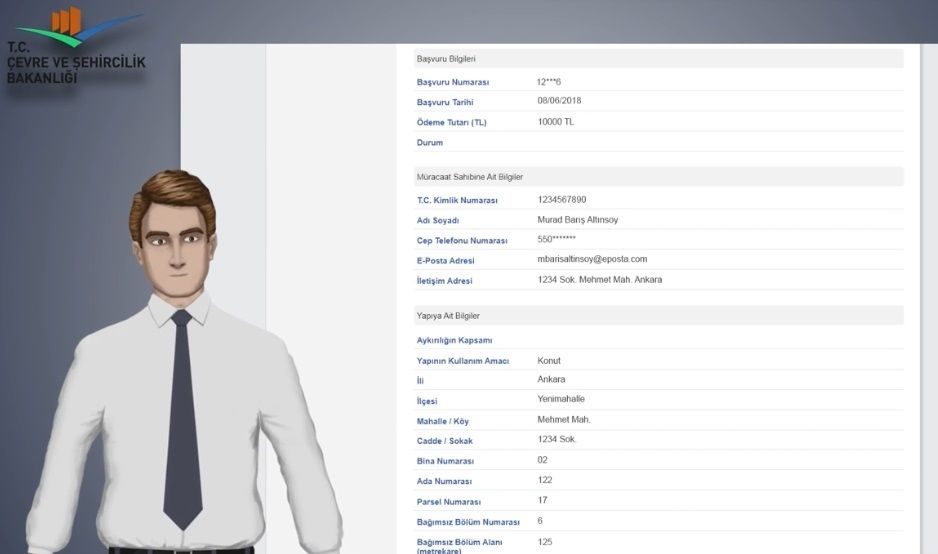 T.C.
ÇEVRE VE ŞEHİRCİLİK
BAKANLIĞI
Başvuru Bilgileri
Başvuru Numarası 12***6
Başvuru Tarihi 08/06/2018
Ödeme Tutarı (TL) 10000 TL
Durum
Müracaat Sahibine Ait Bilgiler
T.C. Kimlik Numarası 1234567890
Adı Soyadı Murad Barış Altınsoy
Cep Telefonu Numarası 550*******
E-Posta Adresi mbarisaltinsoy@eposta.com
İletişim Adresi 1234 Sok. Mehmet Mah. Ankara
Yapıya Ait Bilgiler
Aykırılığın Kapsamı
Yapının Kullanım Amacı Konut
İli Ankara
İlçesi Yenimahalle
Mahalle / Köy Mehmet Mah.
Cadde / Sokak 1234 Sok.
Bina Numarası 02
Ada Numarası 122
Parsel Numarası 17
Bağımsız Bölüm Numarası 6
Bağımsız Bölüm Alanı 125
(metrekare)